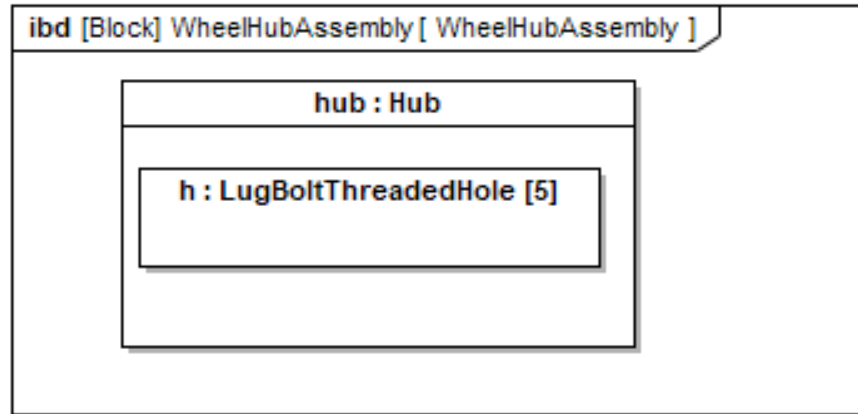 ibd [Block] WheelHubAssembly [ WheelHubAssembly ]
hub : Hub
h : LugBoltThreadedHole [5]